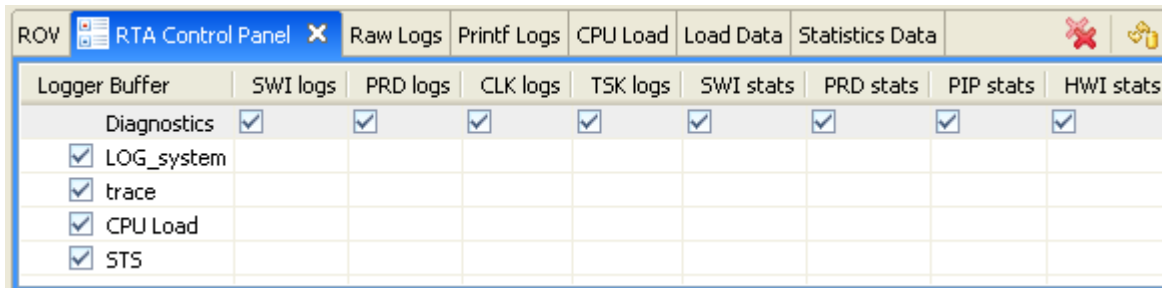 ROV RTA Control Panel Raw Logs Printf Logs CPU Load Load Data Statistics Data
Logger Buffer SWI logs PRD logs CLK logs TSK logs SWI stats PRD stats PIP stats HWI stats
Diagnostics
LOG_system
trace
CPU Load
STS